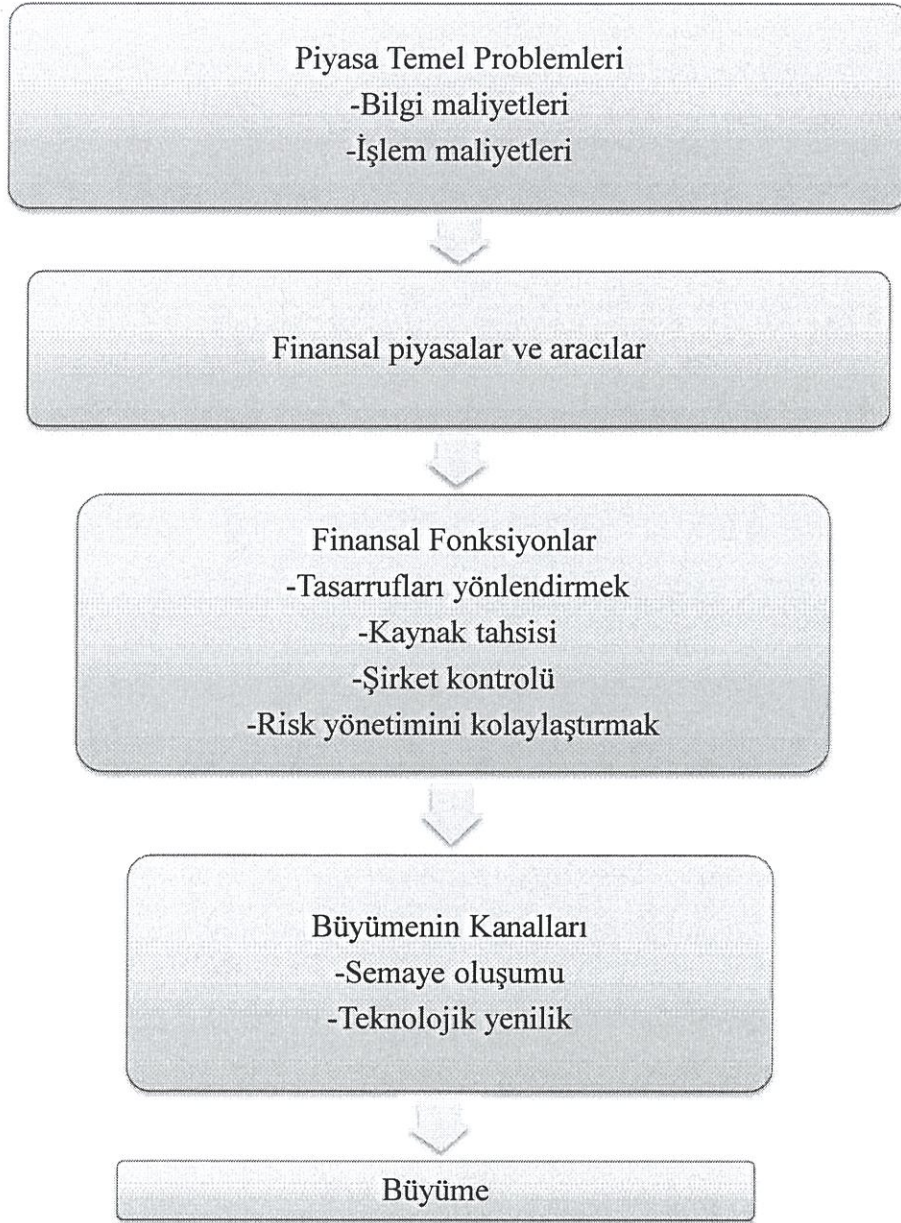 Piyasa Temel Problemleri
-Bilgi maliyetleri
-İşlem maliyetleri
Finansal piyasalar ve aracılar
Finansal Fonksiyonlar
-Tasarrufları yönlendirmek
-Kaynak tahsisi
-Şirket kontrolü
-Risk yönetimini kolaylaştırmak
Büyümenin Kanalları
-Semaye oluşumu
-Teknolojik yenilik
Büyüme